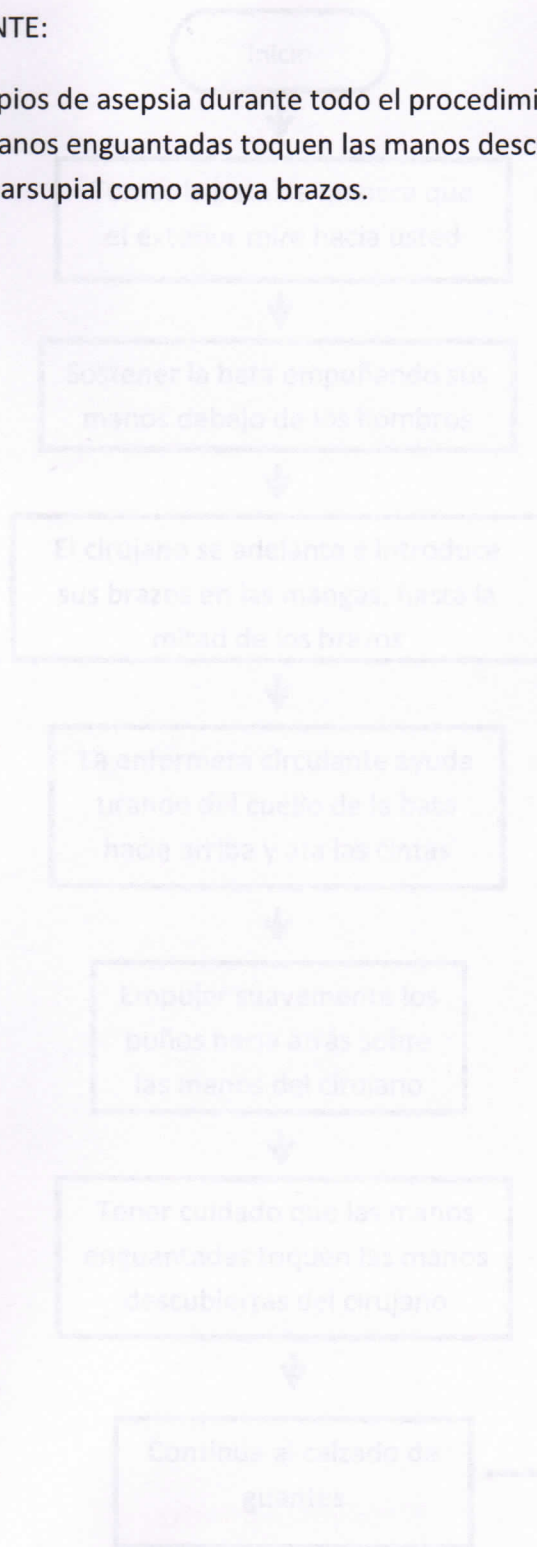 NTE:
Inicio
pios de asepsia durante todo el procedimi
anos enguantadas toquen las manos desc
arsupial como apoya brazos.
que
el exterior mire hacia usted
Sostener la bata empuñando sus
manos debajo de los hombros
El cirujano se adelanta e introduce
sus brazos en las mangas, hasta la
mitad de los brazos
La enfermera circulante ayuda
tirando del cuello de la bata
hacia arriba y ata las cintas
Empujar suavemente los
puños hacia atrás sobre
las manos del cirujano
Tener cuidado que las manos
enguantadas toquen las manos
descubiertas del cirujano
Continua al calzado de
guantes